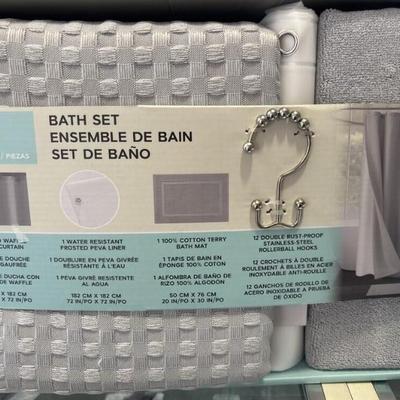 BATH SET
ENSEMBLE DE BAIN
/ PIEZAS
SET DE BAÑO
CURTAIN
DE DOUCHE
GAUFRÉE
DE DUCHA CON
DE WAFFLE
X 182 CM
X 72 IN/PO
1 WATER RESISTANT
FROSTED PEVA LINER
1 DOUBLURE EN PEVA GIVRÉE
RÉSISTANTE À L'EAU
1 PEVA GIVRÉE RESISTANTE
AL AGUA
182 CM X 182 CM
72 IN/PO X 72 IN/PO
1 100% COTTON TERRY
BATH MAT
1 TAPIS DE BAIN EN
ÉPONGE 100% COTON
1 ALFOMBRA DE BAÑO DE
RIZO 100% ALGODÓN
50 CM X 76 CM
20 IN/PO X 30 IN/PO
12 DOUBLE RUST-PROOF
STAINLESS-STEEL
ROLLERBALL HOOKS
12 CROCHETS À DOUBLE
ROULEMENT À BILLES EN ACIER
INOXIDABLE ANTI-ROUILLE
12 GANCHOS DE RODILLO DE
ACERO INOXIDABLE A PRUEBA
DE ÓXIDO